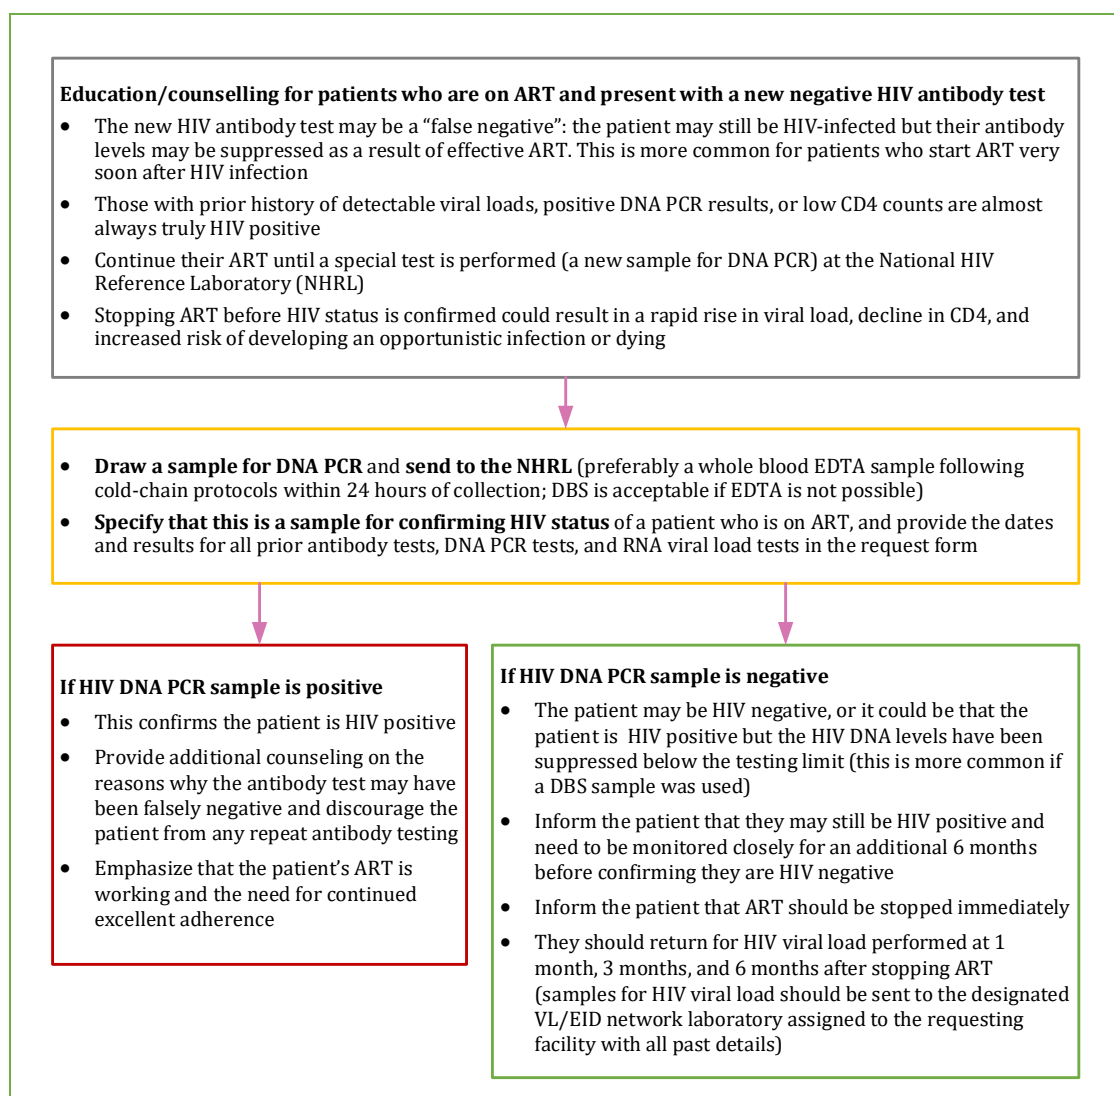 Education/counselling for patients who are on ART and present with a new negative HIV antibody test
• The new HIV antibody test may be a “false negative”: the patient may still be HIV-infected but their antibody
levels may be suppressed as a result of effective ART. This is more common for patients who start ART very
soon after HIV infection
• Those with prior history of detectable viral loads, positive DNA PCR results, or low CD4 counts are almost
always truly HIV positive
• Continue their ART until a special test is performed (a new sample for DNA PCR) at the National HIV
Reference Laboratory (NHRL)
• Stopping ART before HIV status is confirmed could result in a rapid rise in viral load, decline in CD4, and
increased risk of developing an opportunistic infection or dying
• Draw a sample for DNA PCR and send to the NHRL (preferably a whole blood EDTA sample following
cold-chain protocols within 24 hours of collection; DBS is acceptable if EDTA is not possible)
• Specify that this is a sample for confirming HIV status of a patient who is on ART, and provide the dates
and results for all prior antibody tests, DNA PCR tests, and RNA viral load tests in the request form
If HIV DNA PCR sample is positive
• This confirms the patient is HIV positive
• Provide additional counseling on the
reasons why the antibody test may have
been falsely negative and discourage the
patient from any repeat antibody testing
• Emphasize that the patient’s ART is
working and the need for continued
excellent adherence
If HIV DNA PCR sample is negative
• The patient may be HIV negative, or it could be that the
patient is HIV positive but the HIV DNA levels have been
suppressed below the testing limit (this is more common if
a DBS sample was used)
• Inform the patient that they may still be HIV positive and
need to be monitored closely for an additional 6 months
before confirming they are HIV negative
• Inform the patient that ART should be stopped immediately
• They should return for HIV viral load performed at 1
month, 3 months, and 6 months after stopping ART
(samples for HIV viral load should be sent to the designated
VL/EID network laboratory assigned to the requesting
facility with all past details)